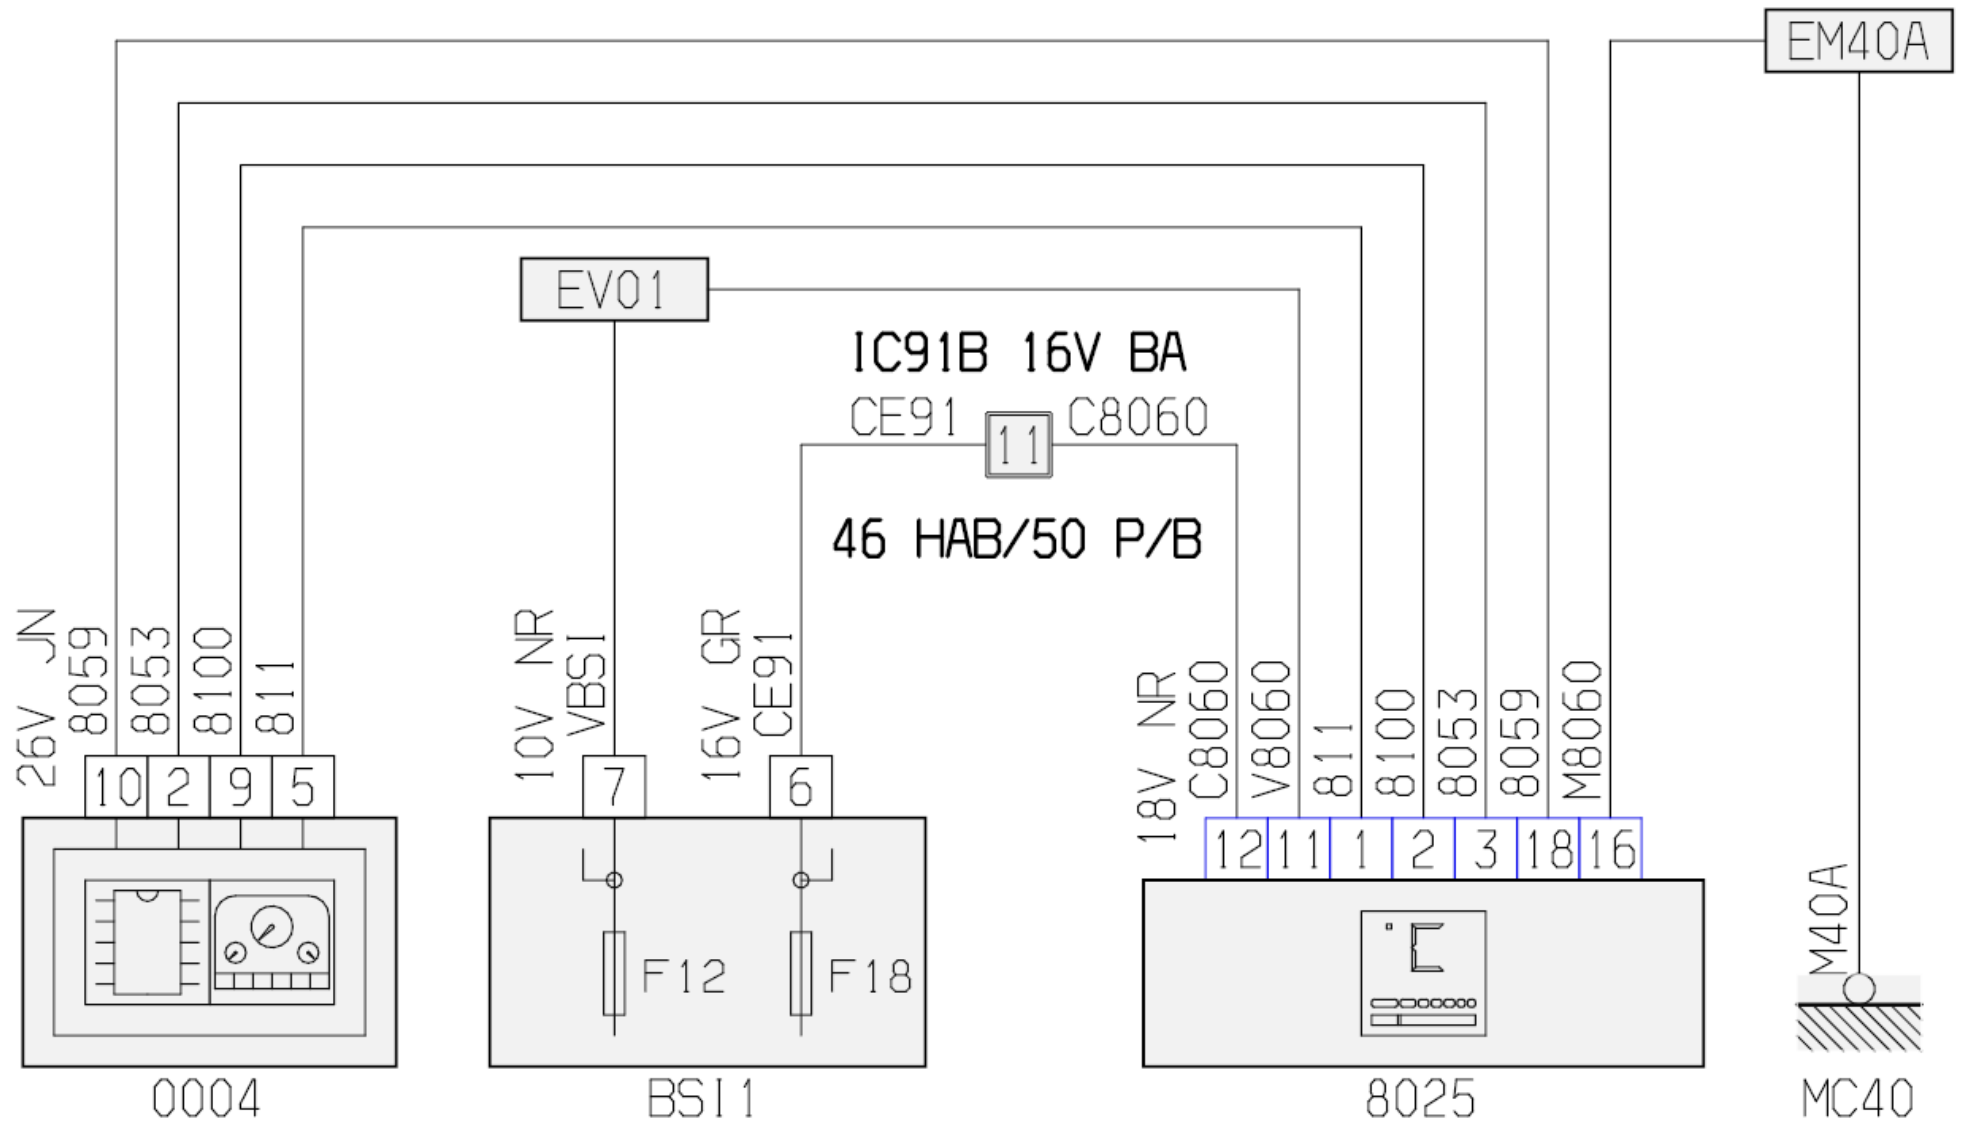 EM40A
EV01
IC91B 16V BA
CE91
11
C8060
46 HAB/50 P/B
26V JN
8059
8053
8100
811
10V NR
VBSI
16V GR
CE91
18V NR
C8060
V8060
811
8100
8053
8059
M8060
M40A
10 2 9 5
7
6
12 11 1 2 3 18 16
F12
F18
°C
0004
BSI1
8025
MC40